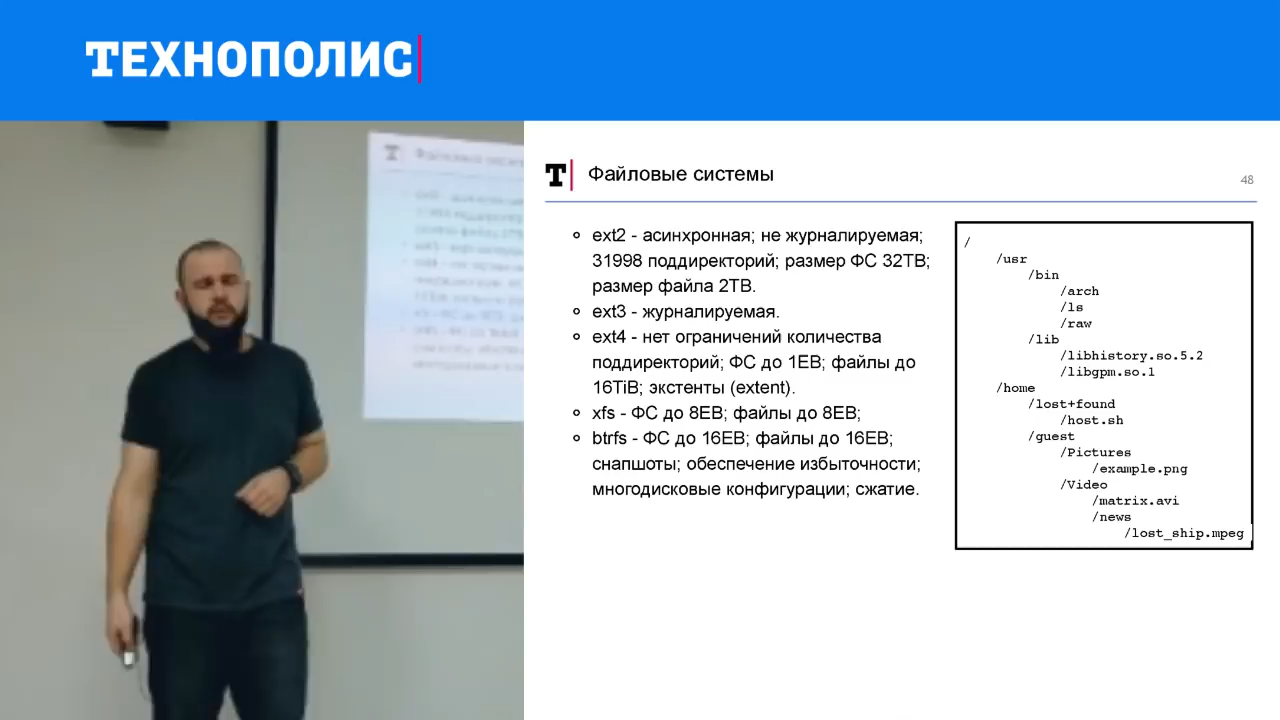 ТЕХНОПОЛИС
Т Файловые системы
48
ext2 - асинхронная; не журналируемая;
31998 поддиректорий; размер ФС 32TB;
размер файла 2TB.
ext3 - журналируемая.
ext4 - нет ограничений количества
поддиректорий; ФС до 1EB; файлы до
16TiB; экстенты (extent).
xfs - ФС до 8EB; файлы до 8EB;
btrfs - ФС до 16EB; файлы до 16EB;
снапшоты; обеспечение избыточности;
многодисковые конфигурации; сжатие.
/
/usr
/bin
/arch
/ls
/raw
/lib
/libhistory.so.5.2
/libgpm.so.1
/home
/lost+found
/host.sh
/guest
/Pictures
/example.png
/Video
/matrix.avi
/news
/lost_ship.mpeg